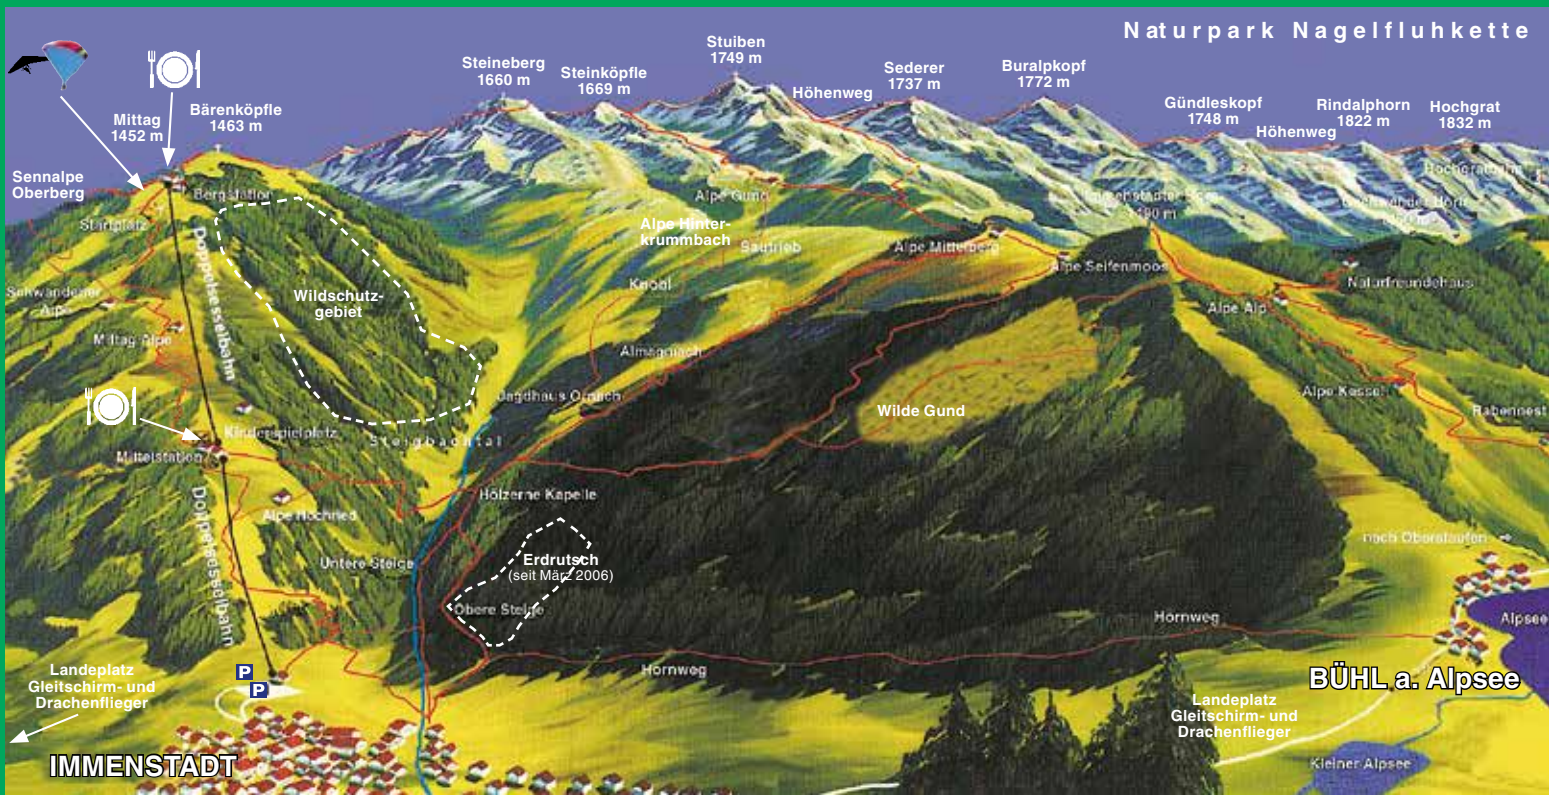 Naturpark Nagelfluhkette
Stuiben
1749 m
Steineberg
1660 m
Steinköpfle
1669 m
Sederer
1737 m
Buralpkopf
1772 m
Höhenweg
Gündleskopf
1748 m
Höhenweg
Rindalphorn
1822 m
Hochgrat
1832 m
Mittag
1452 m
Bärenköpfle
1463 m
Sennalpe
Oberberg
Bergstation
Startplatz
Doppelsesselbahn
Wildschutz-
gebiet
Schwandener
Alpe
Mittag-Alpe
Alpe Gund
Alpe Hinter-
krummbach
Knobl
Alpe Mitterberg
Alpe Seifenmoos
Naturfreundehaus
Alpe Alp
Almagmach
Jagdhaus Ornach
Wilde Gund
Rabennest
Kinderspielplatz
Mittelstation
Steigbachtal
Hölzerne Kapelle
Alpe Hochried
Doppelsesselbahn
Untere Steige
Erdrutsch
(seit März 2006)
Obere Steige
nach Oberstaufen
Hornweg
Hornweg
Alpsee
P
P
Landeplatz
Gleitschirm- und
Drachenflieger
BÜHL a. Alpsee
Landeplatz
Gleitschirm- und
Drachenflieger
IMMENSTADT
Kleiner Alpsee